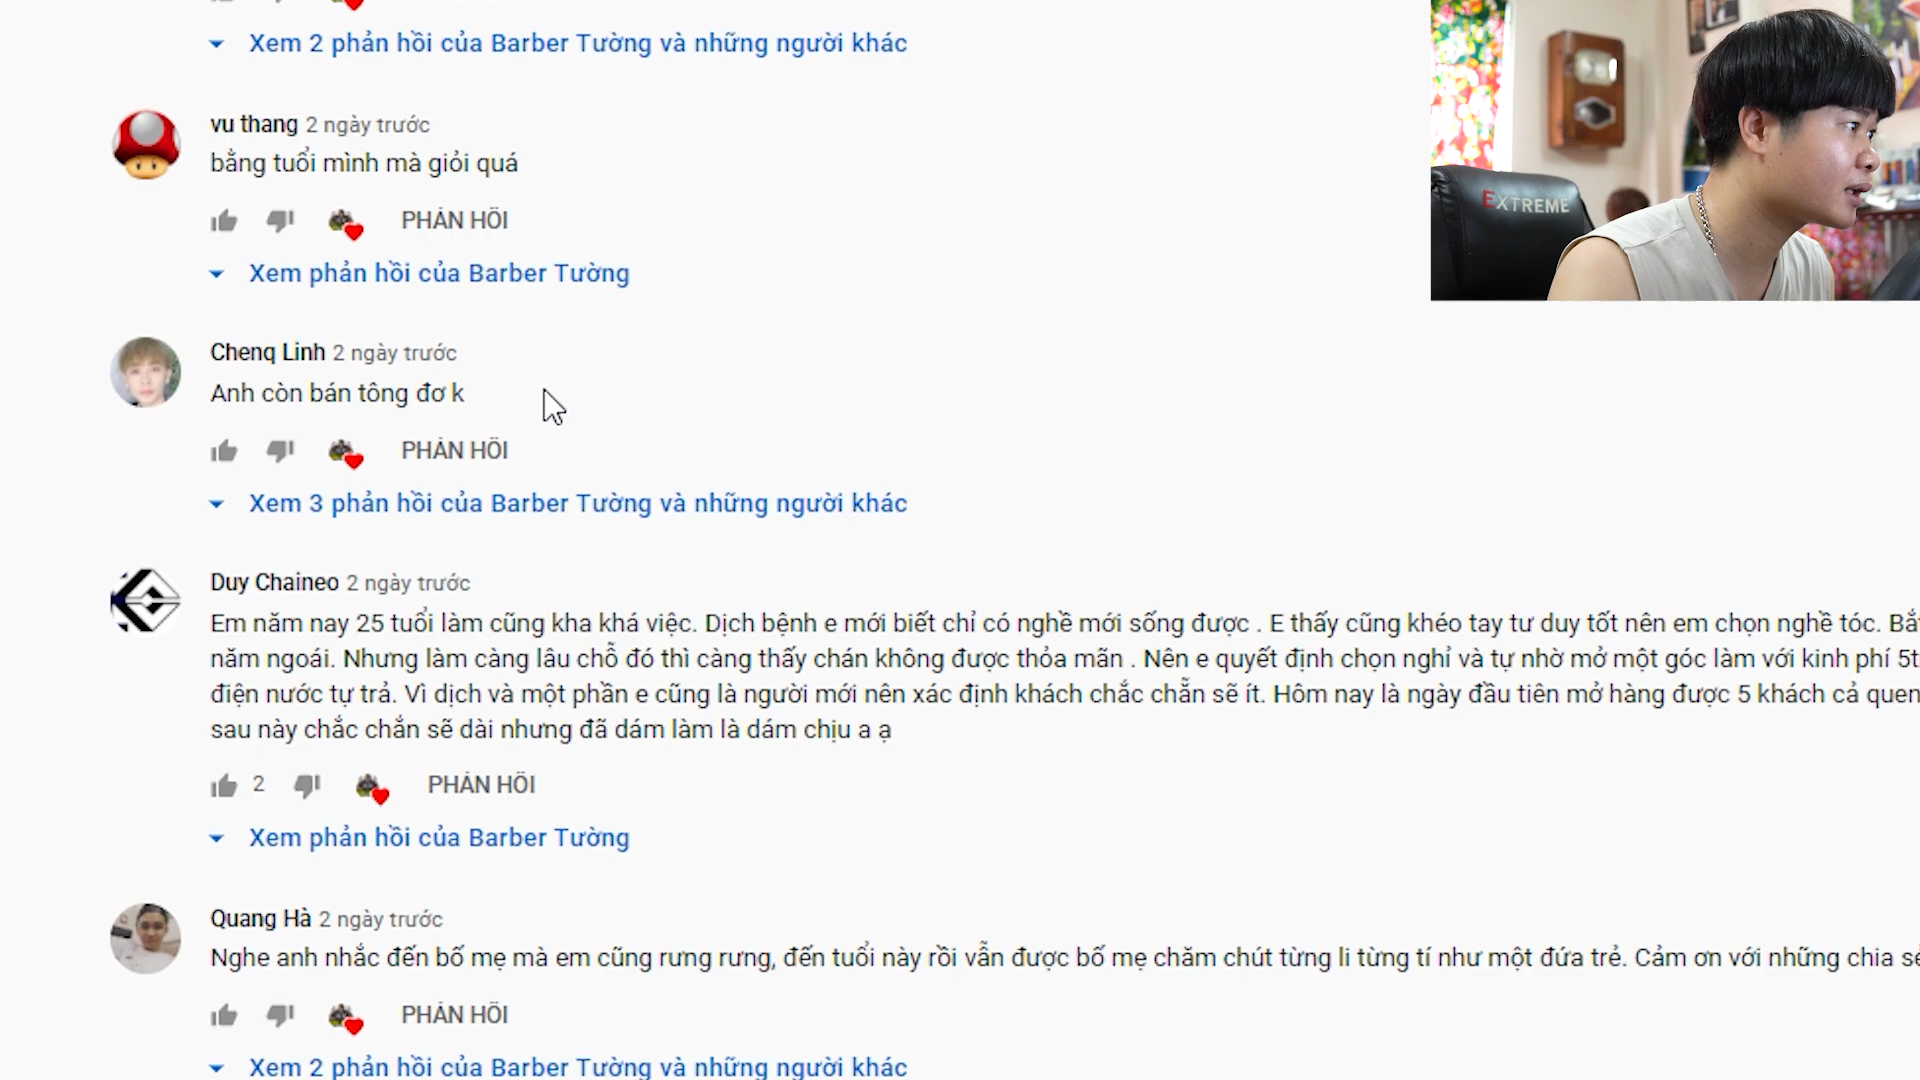 Xem 2 phản hồi của Barber Tường và những người khác
vu thang 2 ngày trước
bằng tuổi mình mà giỏi quá
PHẢN HỒI
Xem phản hồi của Barber Tường
EXTREME
Chenq Linh 2 ngày trước
Anh còn bán tông đơ k
PHẢN HỒI
Xem 3 phản hồi của Barber Tường và những người khác
Duy Chaineo 2 ngày trước
Em năm nay 25 tuổi làm cũng kha khá việc. Dịch bệnh e mới biết chỉ có nghề mới sống được . E thấy cũng khéo tay tư duy tốt nên em chọn nghề tóc. Bắ
năm ngoái. Nhưng làm càng lâu chỗ đó thì càng thấy chán không được thỏa mãn . Nên e quyết định chọn nghỉ và tự nhờ mở một góc làm với kinh phí 5t
điện nước tự trả. Vì dịch và một phần e cũng là người mới nên xác định khách chắc chẵn sẽ ít. Hôm nay là ngày đầu tiên mở hàng được 5 khách cả quen
sau này chắc chắn sẽ dài nhưng đã dám làm là dám chịu a ạ
2 PHẢN HỒI
Xem phản hồi của Barber Tường
Quang Hà 2 ngày trước
Nghe anh nhắc đến bố mẹ mà em cũng rưng rưng, đến tuổi này rồi vẫn được bố mẹ chăm chút từng li từng tí như một đứa trẻ. Cảm ơn với những chia sẻ
PHẢN HỒI
Xem 2 phản hồi của Barber Tường và những người khác